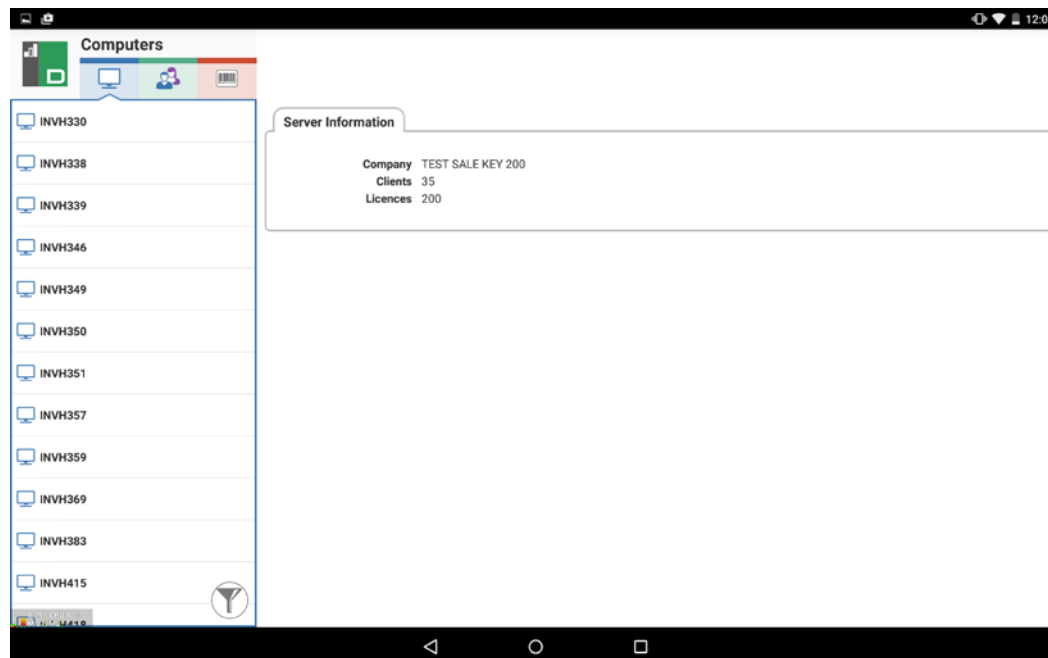 12:0
Computers
D
INVH330
INVH338
INVH339
INVH346
INVH349
INVH350
INVH351
INVH357
INVH359
INVH369
INVH383
INVH415
Server Information
Company TEST SALE KEY 200
Clients 35
Licences 200